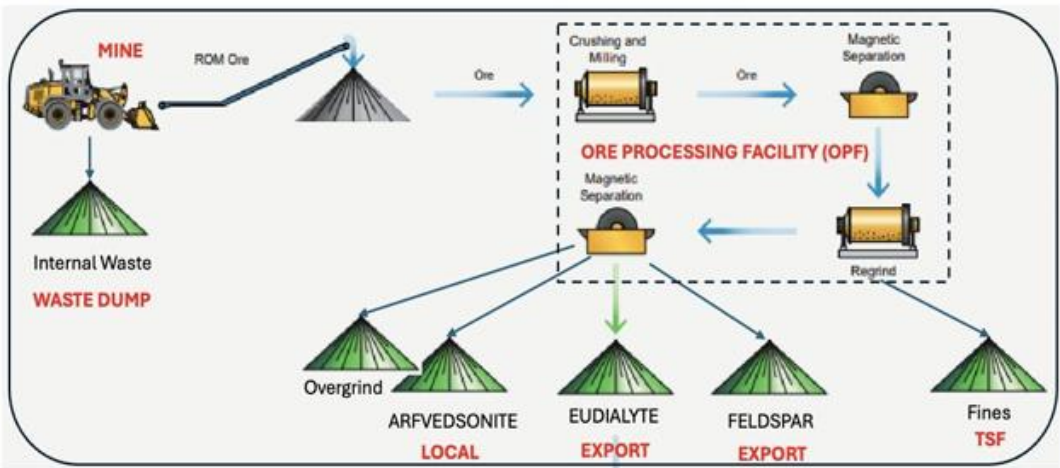 MINE
ROM Ore
Ore
Crushing and
Milling
Ore
Magnetic
Separation
ORE PROCESSING FACILITY (OPF)
Magnetic
Separation
Regrind
Internal Waste
WASTE DUMP
Overgrind
ARFVEDSONITE
LOCAL
EUDIALYTE
EXPORT
FELDSPAR
EXPORT
Fines
TSF